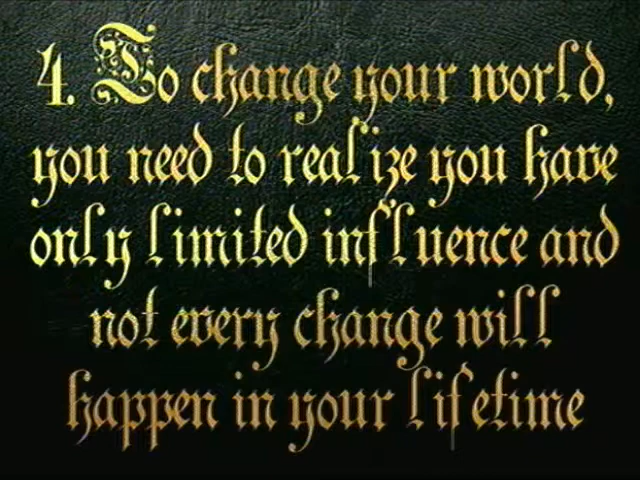 4. To change your world,
you need to realize you have
only limited influence and
not every change will
happen in your lifetime